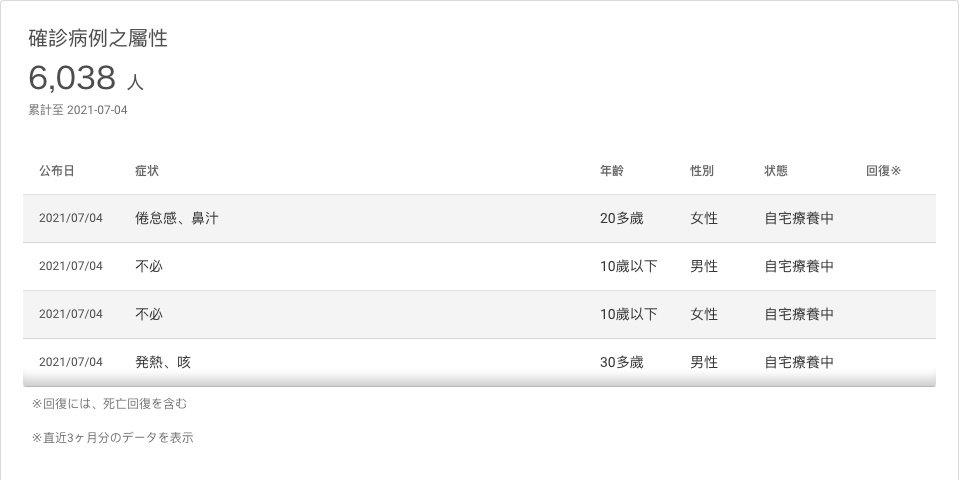 確診病例之屬性
6,038 人
累計至 2021-07-04
公布日 症状 年齡 性別 状態 回復※
2021/07/04 倦怠感、鼻汁 20多歲 女性 自宅療養中
2021/07/04 不必 10歲以下 男性 自宅療養中
2021/07/04 不必 10歲以下 女性 自宅療養中
2021/07/04 発熱、咳 30多歲 男性 自宅療養中
※回復には、死亡回復を含む
※直近3ヶ月分のデータを表示